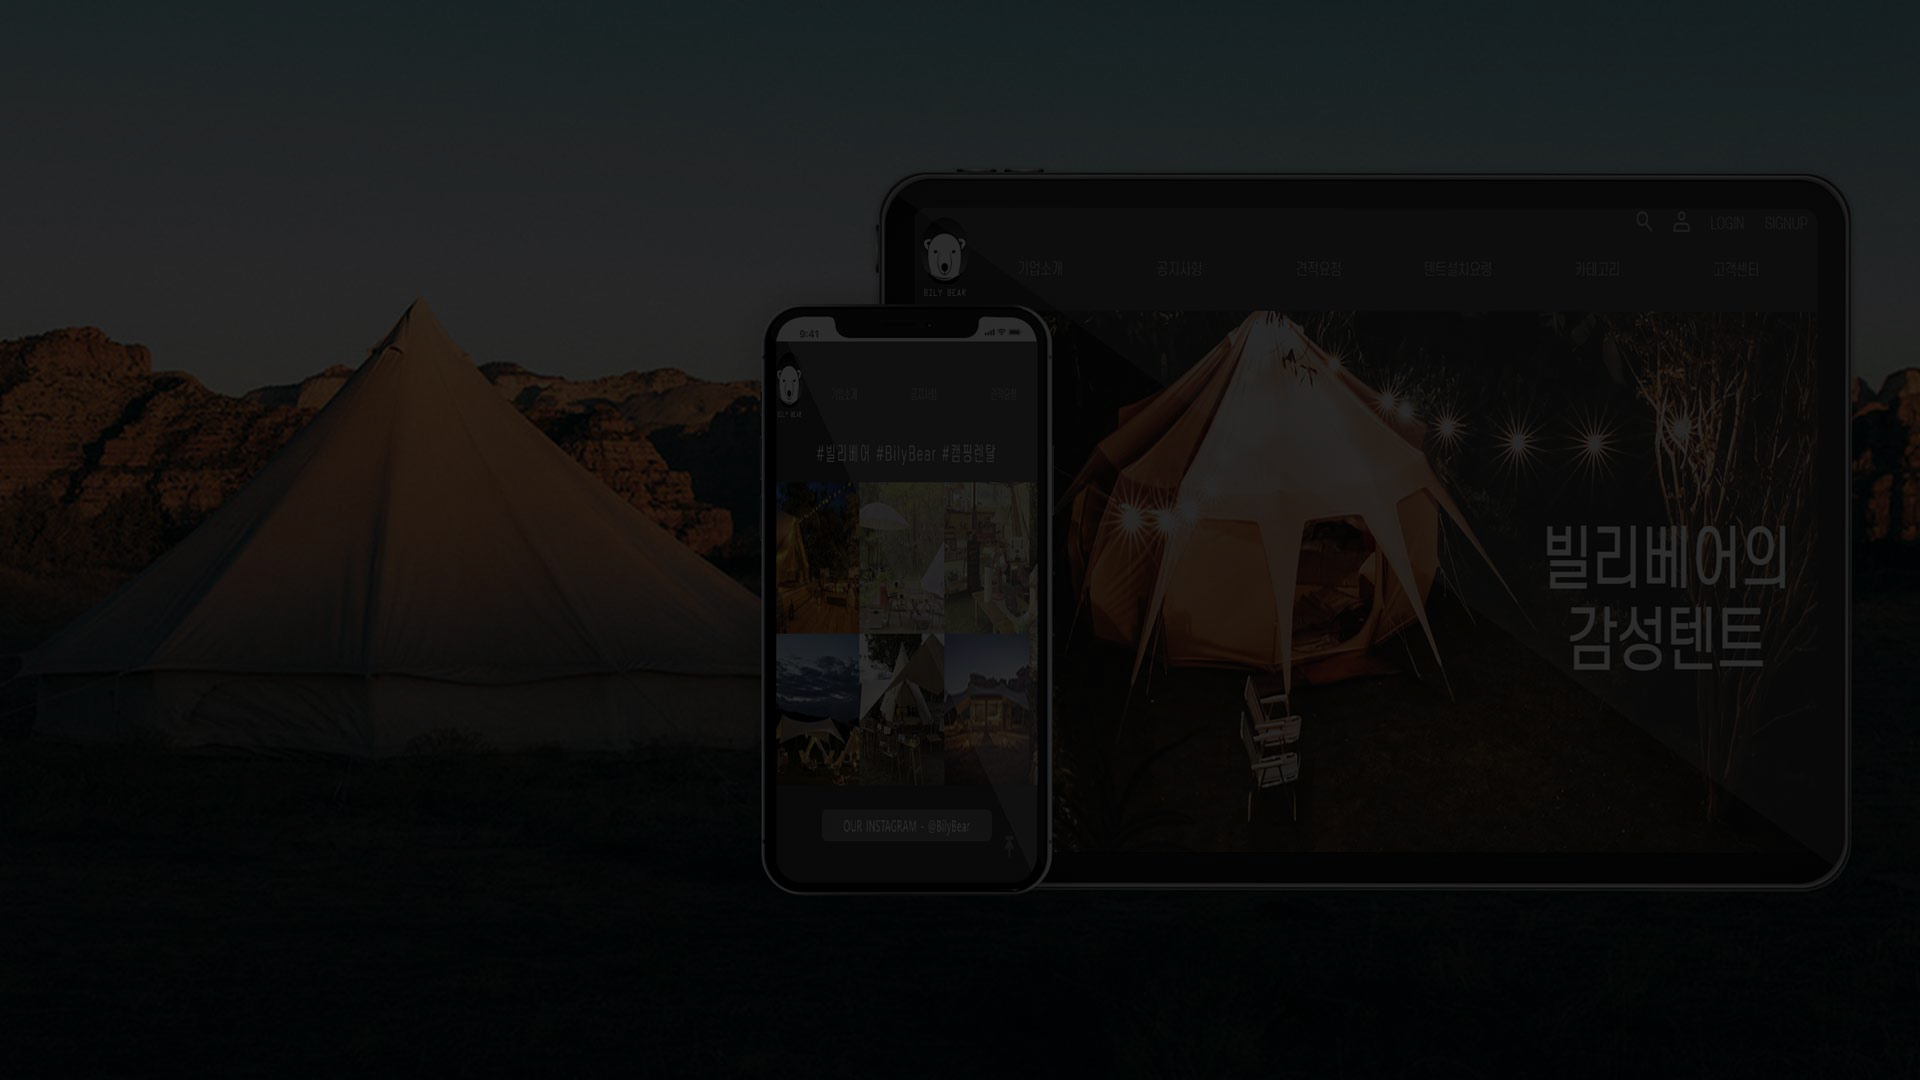 LOGIN SIGNUP
BILY BEAR
기업소개 공지사항 견적요청 텐트설치요령 카테고리 고객센터
빌리베어의
감성텐트
9:41
BILY BEAR
기업소개 공지사항 견적요청
#빌리베어 #BilyBear #캠핑렌탈
OUR INSTAGRAM - @BilyBear